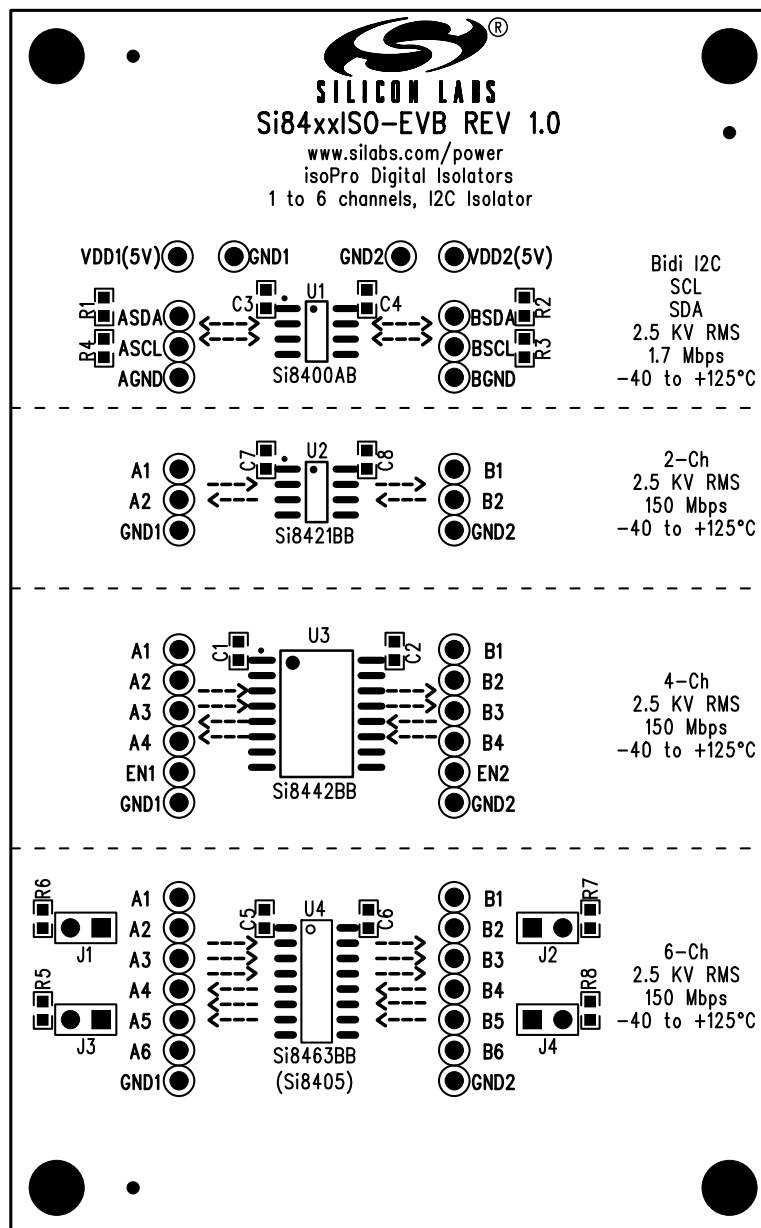 ®
SILICON LABS
Si84xxISO-EVB REV 1.0
www.silabs.com/power
isoPro Digital Isolators
1 to 6 channels, I2C Isolator
VDD1(5V) GND1 GND2 VDD2(5V)
R1 C3 U1 C4 R2
ASDA BSDA
R4 ASCL BSCL R3
AGND Si8400AB BGND
Bidi I2C
SCL
SDA
2.5 KV RMS
1.7 Mbps
-40 to +125°C
C7 U2 C8
A1 B1
A2 B2
GND1 Si8421BB GND2
2-Ch
2.5 KV RMS
150 Mbps
-40 to +125°C
C1 U3 C2
A1 B1
A2 B2
A3 B3
A4 B4
EN1 EN2
Si8442BB
GND1 GND2
4-Ch
2.5 KV RMS
150 Mbps
-40 to +125°C
R6 A1 C5 U4 C6 B1 R7
A2 B2
J1 A3 B3 J2
R5 A4 B4 R8
A5 B5
J3 A6 Si8463BB B6 J4
GND1 (Si8405) GND2
6-Ch
2.5 KV RMS
150 Mbps
-40 to +125°C